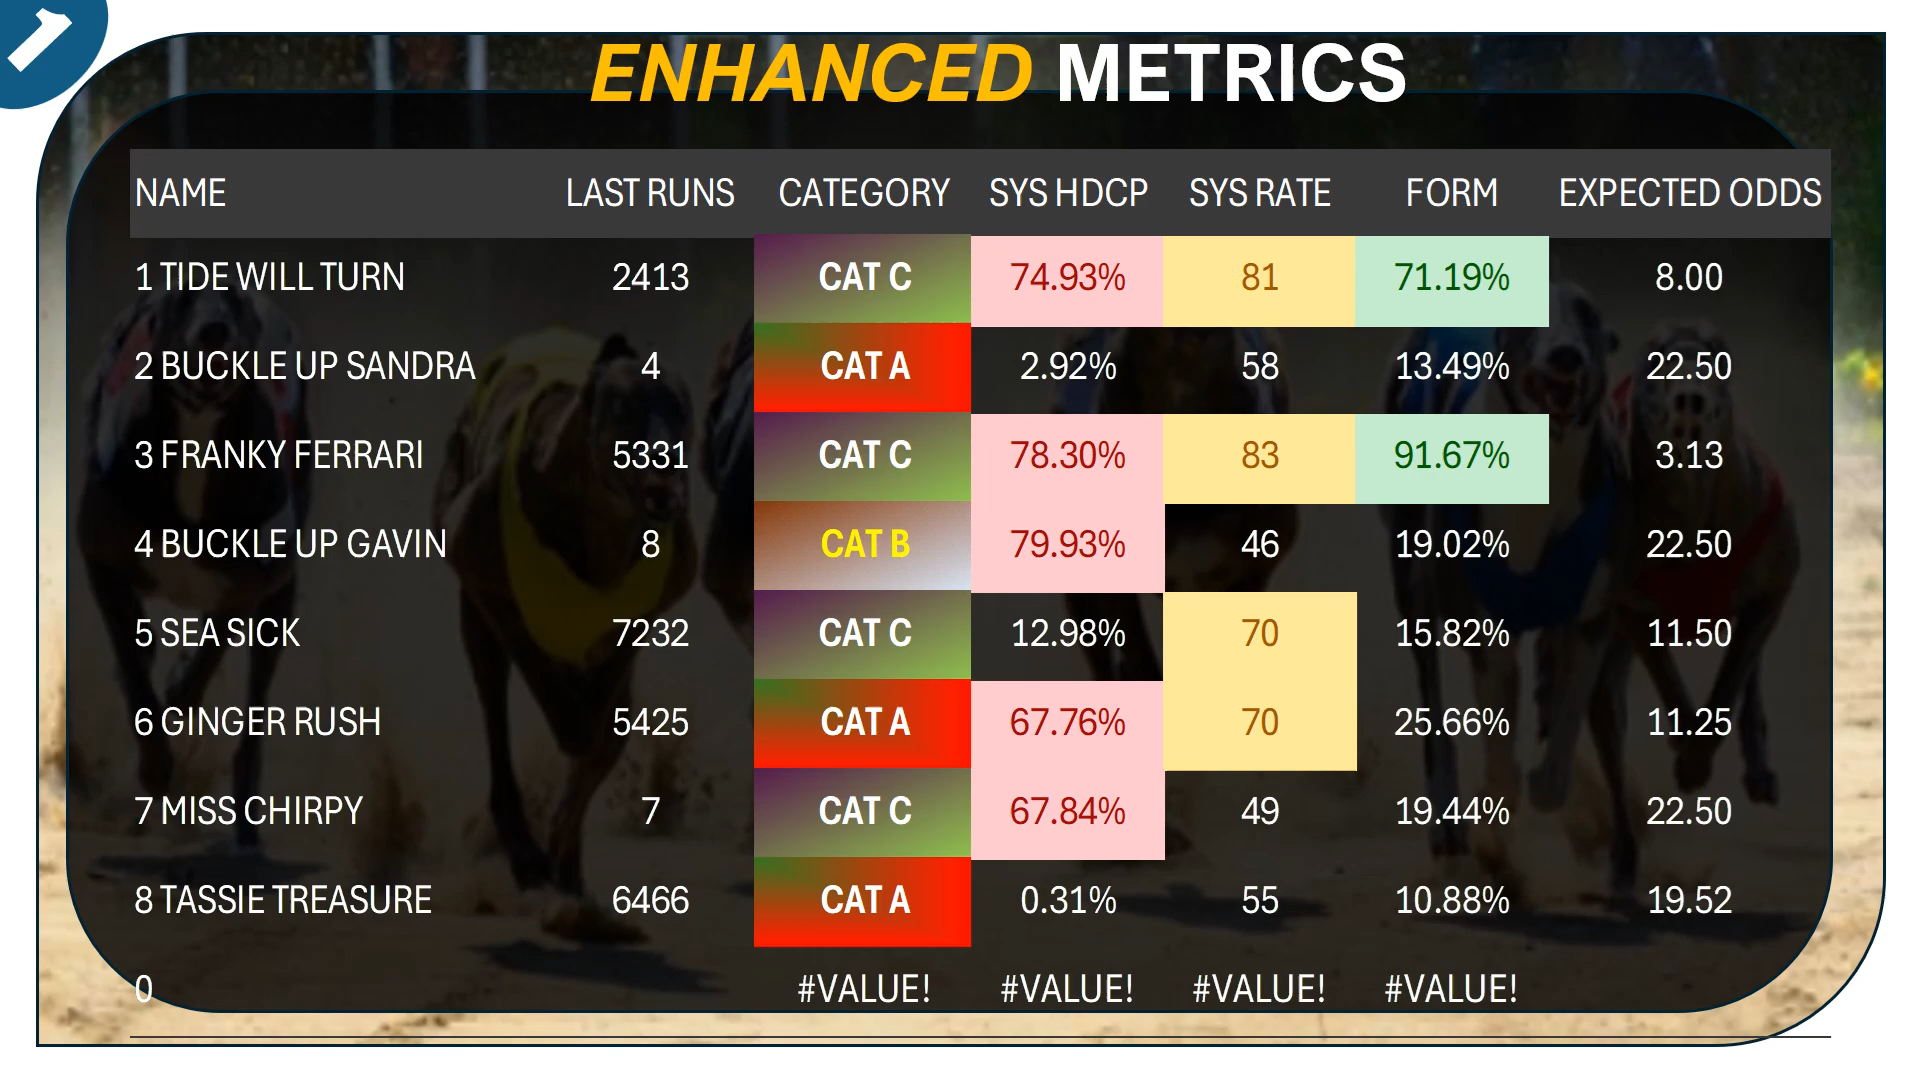 1
ENHANCED METRICS
NAME LAST RUNS CATEGORY SYS HDCP SYS RATE FORM EXPECTED ODDS
1 TIDE WILL TURN 2413 CAT C 74.93% 81 71.19% 8.00
2 BUCKLE UP SANDRA 4 CAT A 2.92% 58 13.49% 22.50
3 FRANKY FERRARI 5331 CAT C 78.30% 83 91.67% 3.13
4 BUCKLE UP GAVIN 8 CAT B 79.93% 46 19.02% 22.50
5 SEA SICK 7232 CAT C 12.98% 70 15.82% 11.50
6 GINGER RUSH 5425 CAT A 67.76% 70 25.66% 11.25
7 MISS CHIRPY 7 CAT C 67.84% 49 19.44% 22.50
8 TASSIE TREASURE 6466 CAT A 0.31% 55 10.88% 19.52
0 #VALUE! #VALUE! #VALUE! #VALUE!